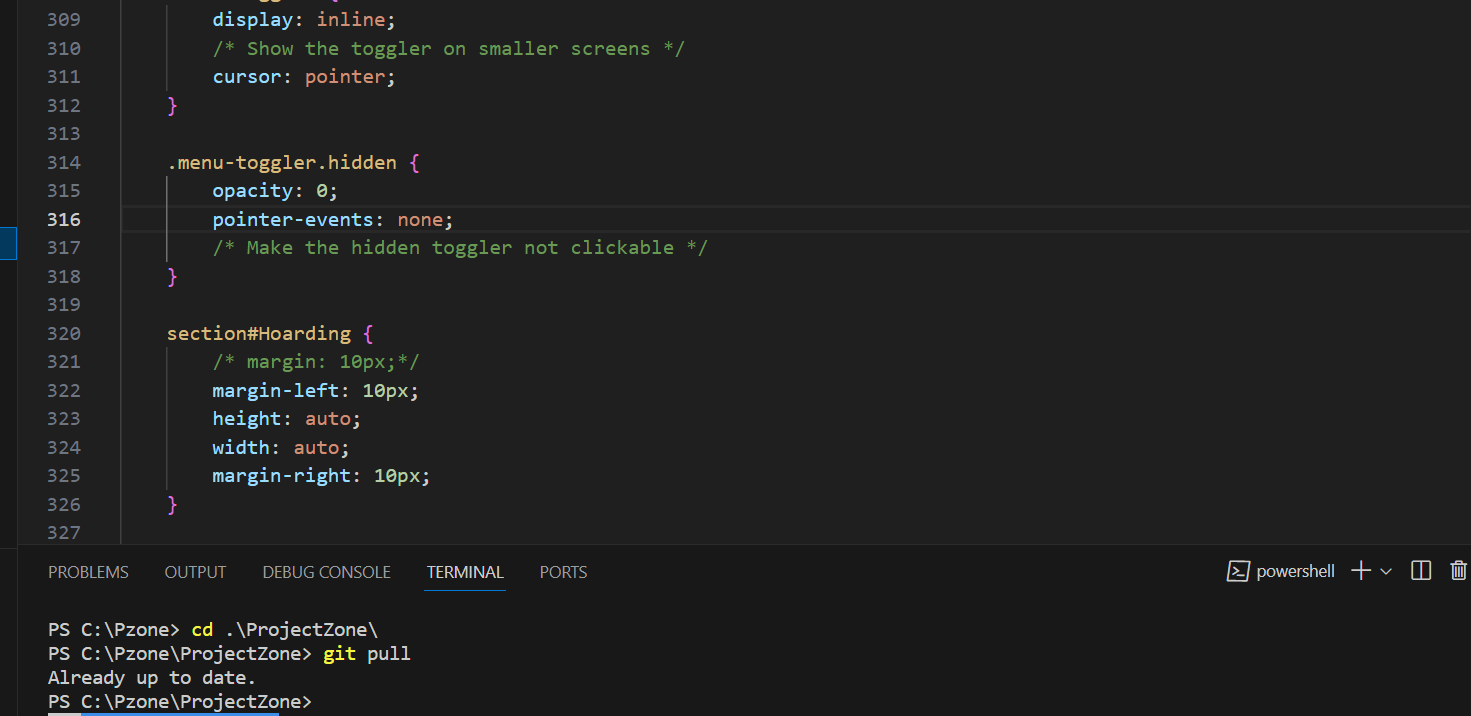 309 display: inline;
310 /* Show the toggler on smaller screens */
311 cursor: pointer;
312 }
313
314 .menu-toggler.hidden {
315 opacity: 0;
316 pointer-events: none;
317 /* Make the hidden toggler not clickable */
318 }
319
320 section#Hoarding {
321 /* margin: 10px;*/
322 margin-left: 10px;
323 height: auto;
324 width: auto;
325 margin-right: 10px;
326 }
327
PROBLEMS OUTPUT DEBUG CONSOLE TERMINAL PORTS powershell
PS C:\Pzone> cd .\ProjectZone\
PS C:\Pzone\ProjectZone> git pull
Already up to date.
PS C:\Pzone\ProjectZone>